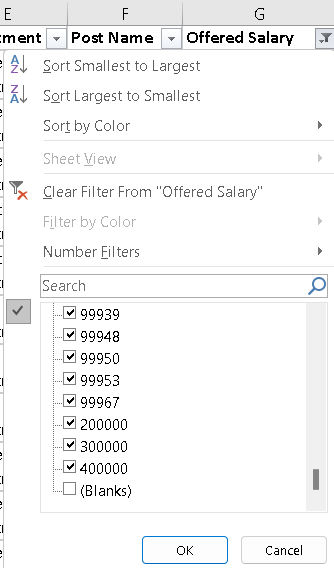 E F G
tment Post Name Offered Salary
Sort Smallest to Largest
Sort Largest to Smallest
Sort by Color
Sheet View
Clear Filter From "Offered Salary"
Filter by Color
Number Filters
Search
99939
99948
99950
99953
99967
200000
300000
400000
(Blanks)
OK Cancel